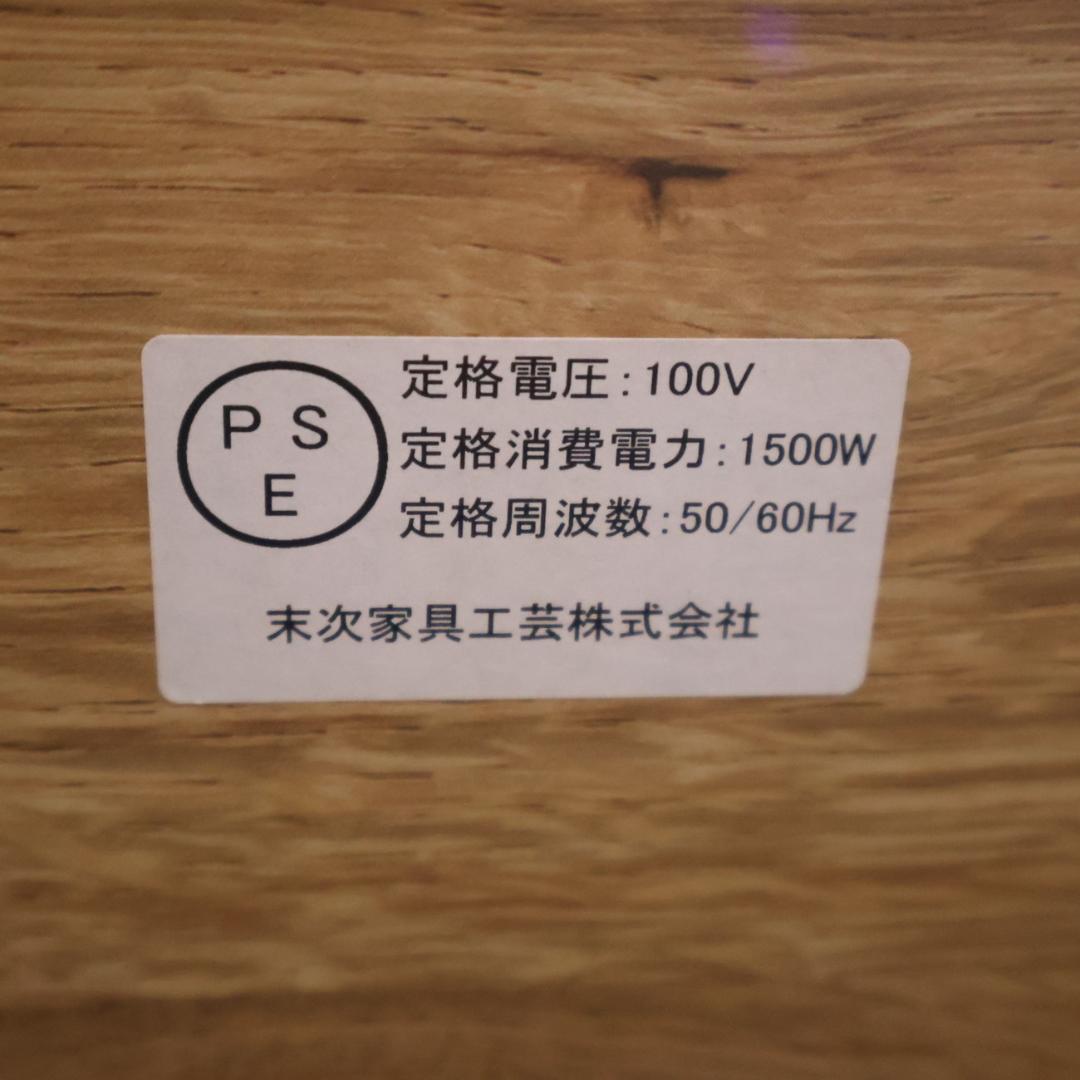 P S
E
定格電圧:100V
定格消費電力:1500W
定格周波数:50/60Hz
末次家具工芸株式会社